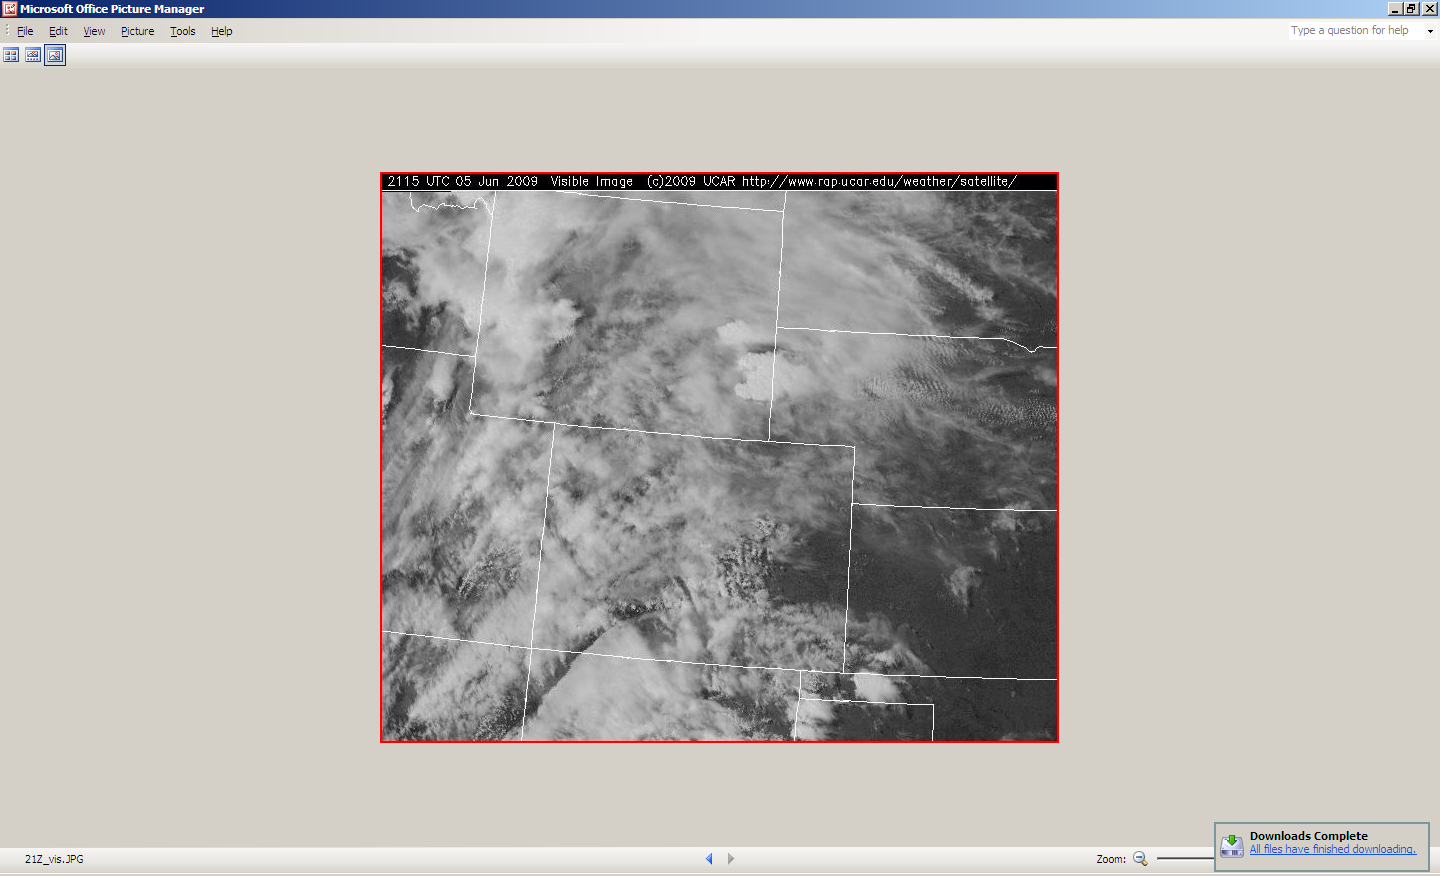 Microsoft Office Picture Manager
File Edit View Picture Tools Help
Type a question for help
2115 UTC 05 Jun 2009 Visible Image (c)2009 UCAR http://www.rap.ucar.edu/weather/satellite/
Downloads Complete
All files have finished downloading.
21Z_vis.JPG
Zoom: